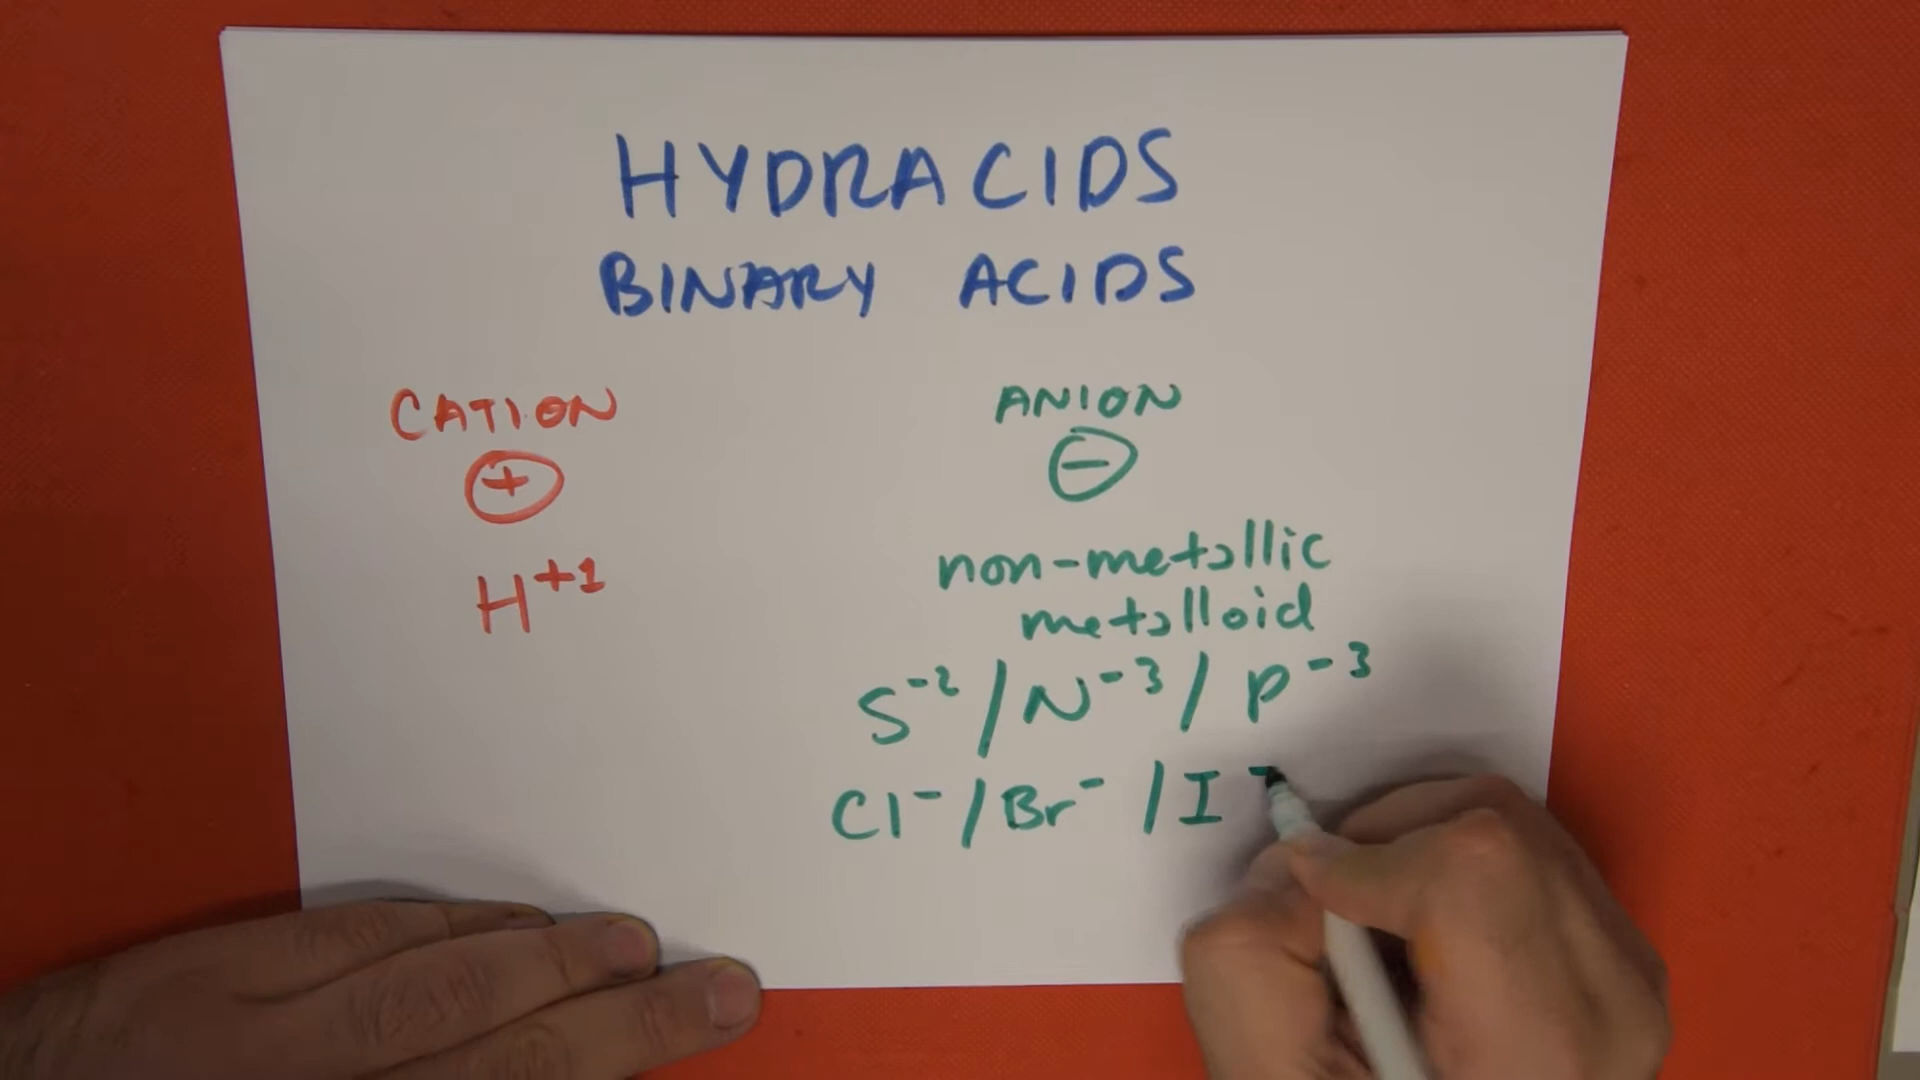 HYDRACIDS
BINARY ACIDS
CATION
ANION
+
−
non-metallic
metalloid
H+1
S-2/N-3/P-3
Cl-/Br-/I-